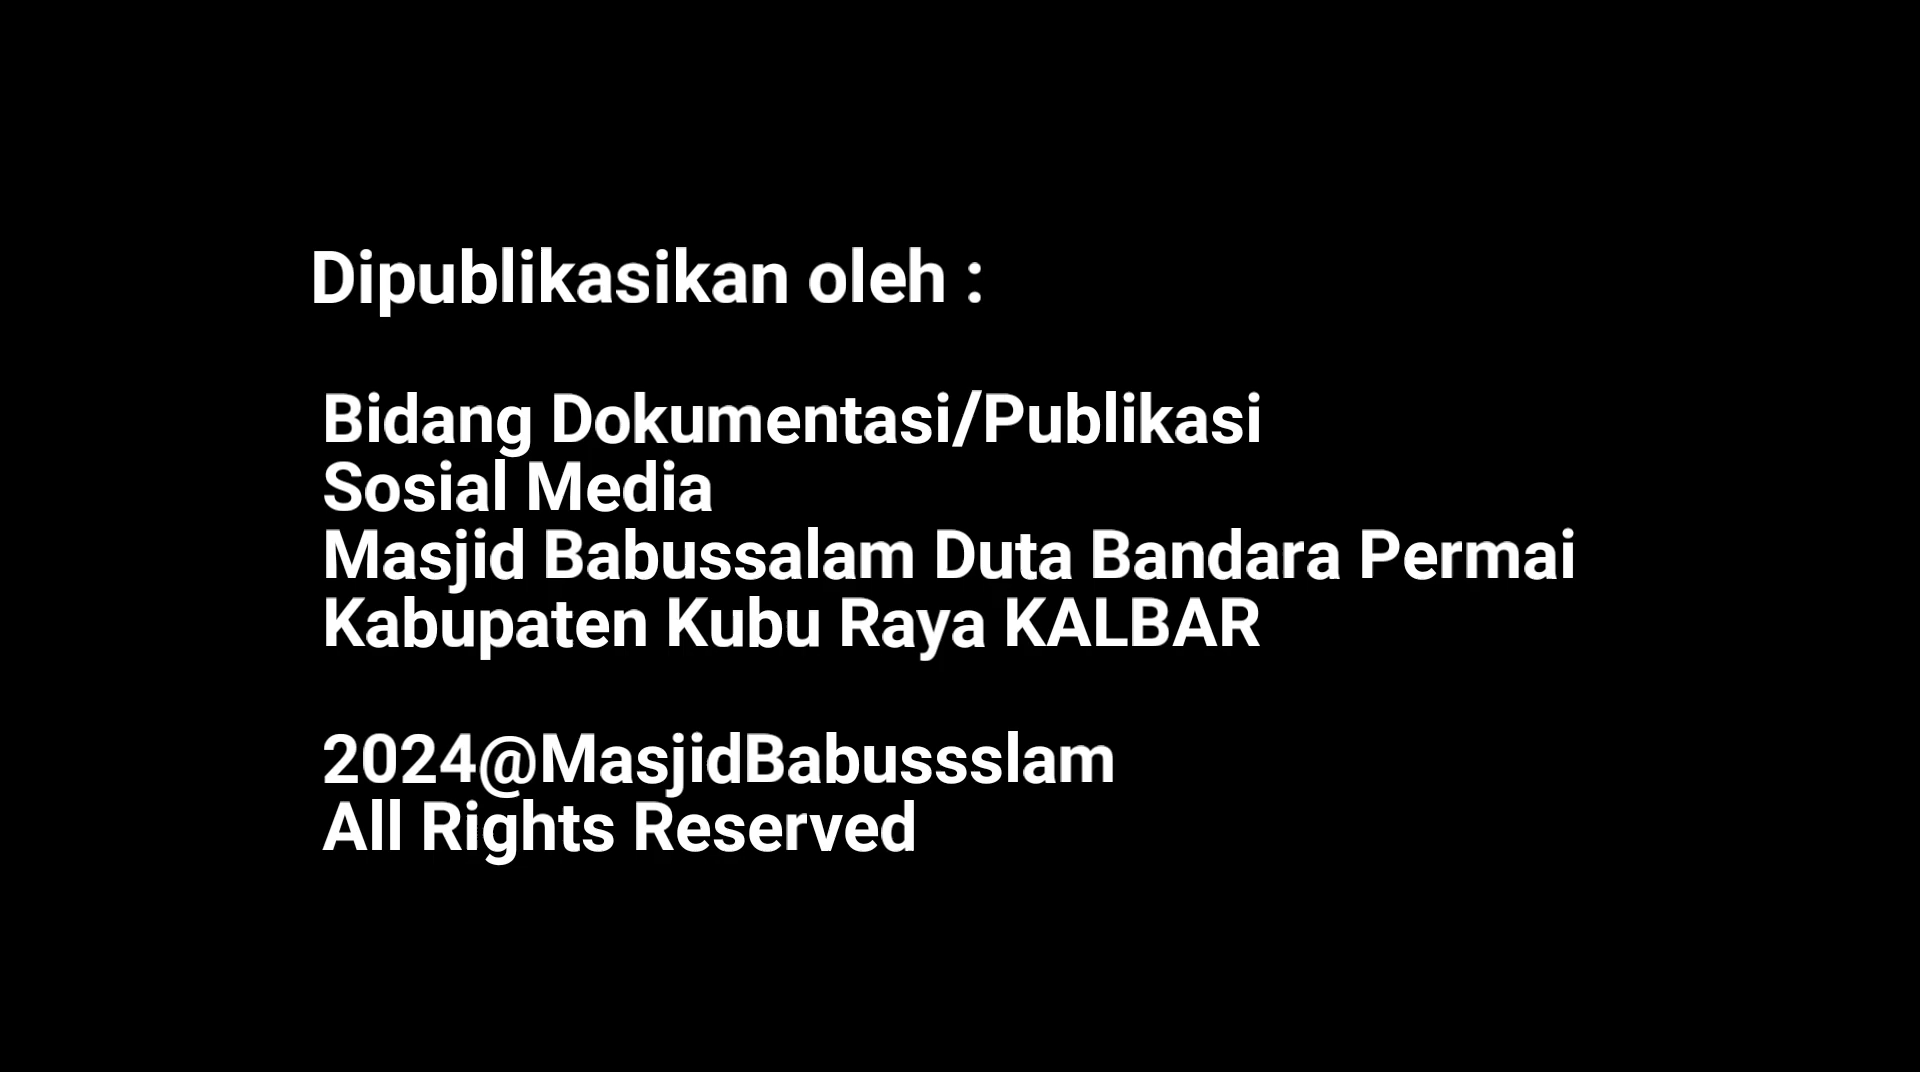 Dipublikasikan oleh :
Bidang Dokumentasi/Publikasi
Sosial Media
Masjid Babussalam Duta Bandara Permai
Kabupaten Kubu Raya KALBAR
2024@MasjidBabussslam
All Rights Reserved